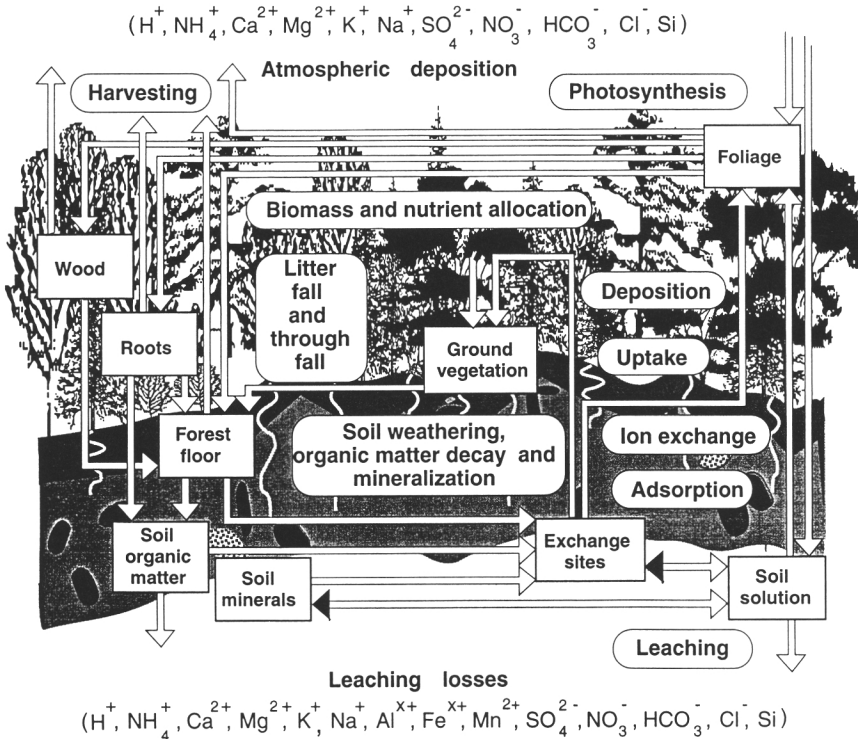 (H⁺, NH₄⁺, Ca²⁺, Mg²⁺, K⁺, Na⁺, SO₄²⁻, NO₃⁻, HCO₃⁻, Cl⁻, Si)
Atmospheric deposition
Harvesting
Photosynthesis
Foliage
Biomass and nutrient allocation
Wood
Litter
fall
and
through
fall
Deposition
Roots
Ground
vegetation
Uptake
Forest
floor
Soil weathering,
organic matter decay and
mineralization
Ion exchange
Adsorption
Soil
organic
matter
Exchange
sites
Soil
minerals
Soil
solution
Leaching
Leaching losses
(H⁺, NH₄⁺, Ca²⁺, Mg²⁺, K⁺, Na⁺, Alˣ⁺, Feˣ⁺, Mn²⁺, SO₄²⁻, NO₃⁻, HCO₃⁻, Cl⁻, Si)